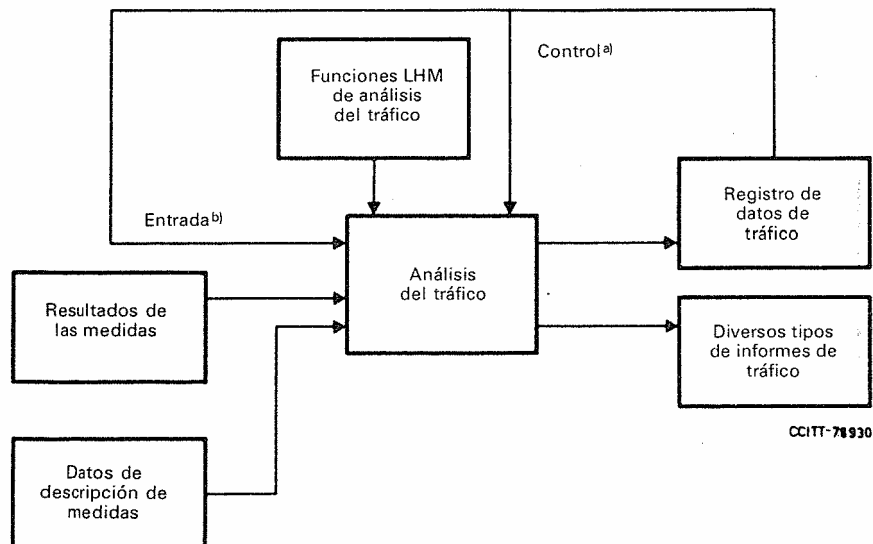 Control a)
Funciones LHM
de análisis
del tráfico
Registro de
datos de
tráfico
Entrada b)
Análisis
del tráfico
Resultados de
las medidas
Diversos tipos
de informes de
tráfico
CCITT-78930
Datos de
descripción de
medidas